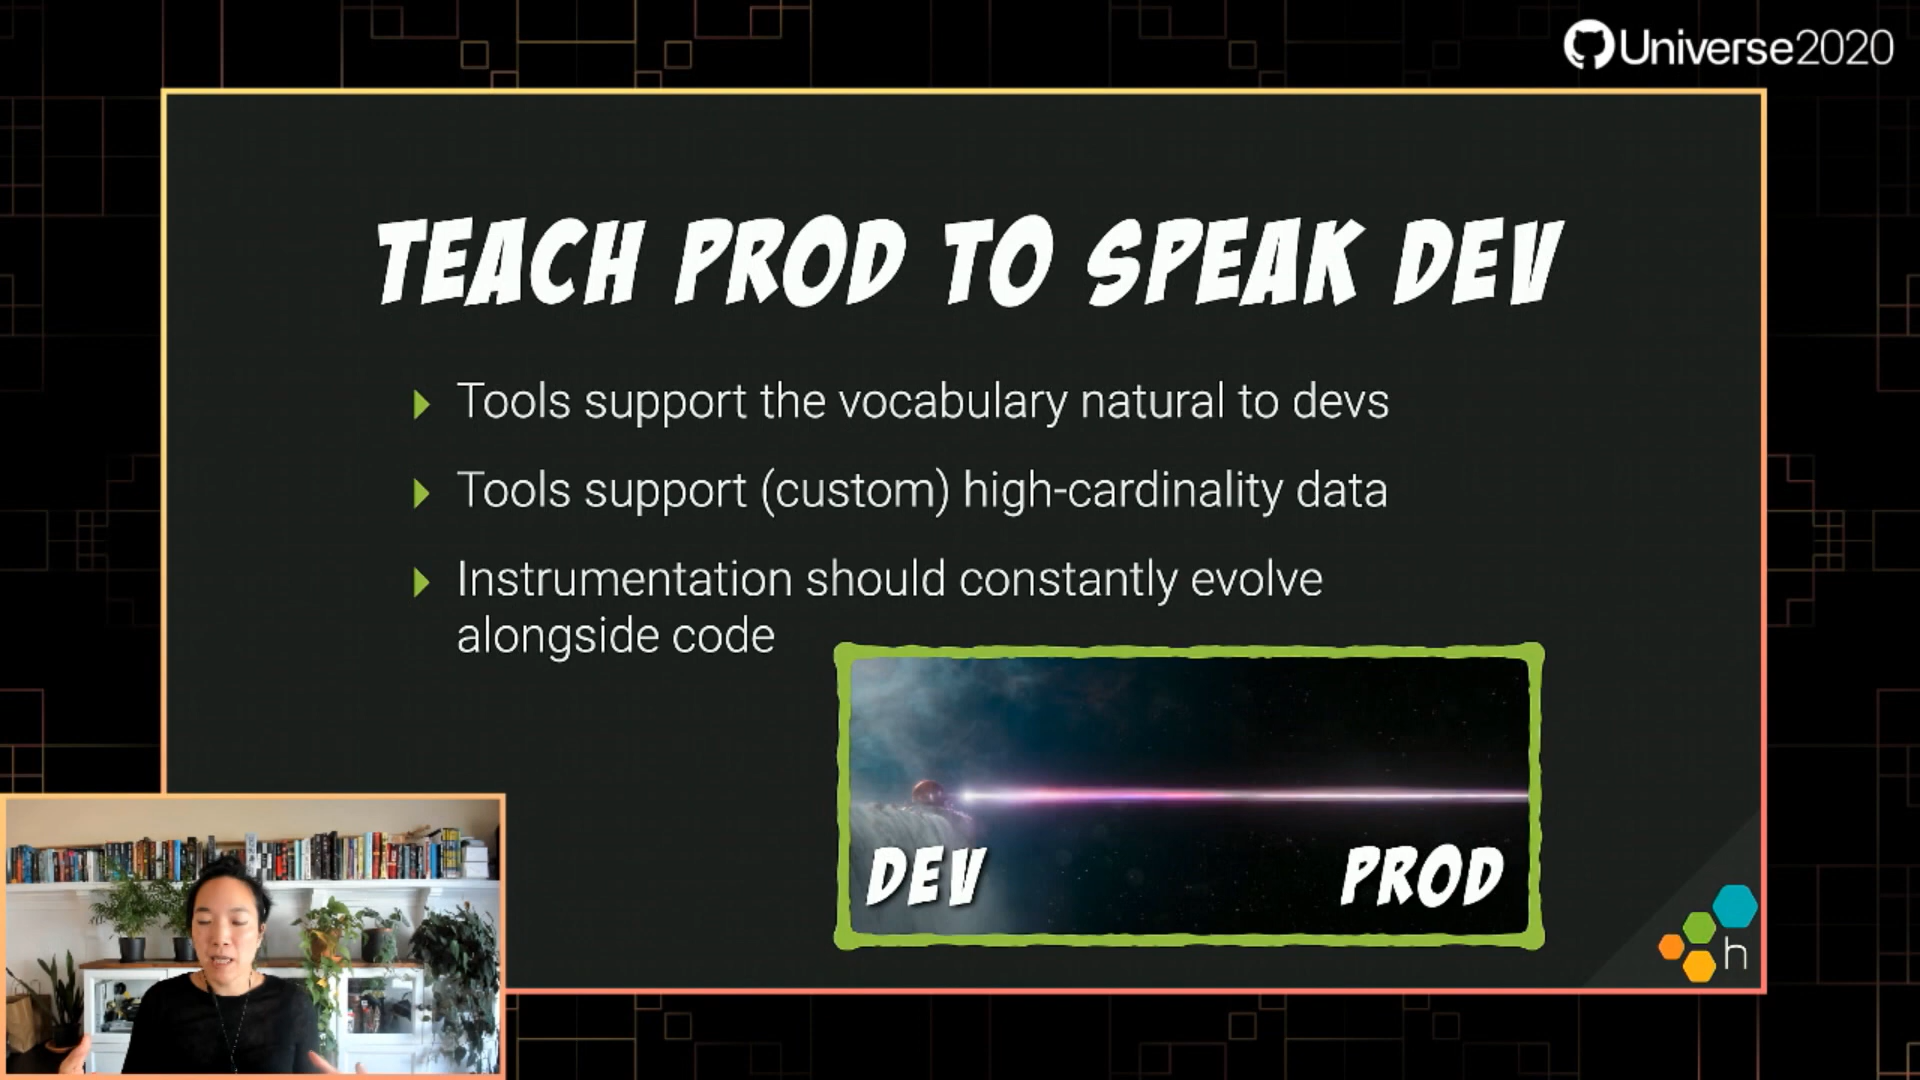 Universe2020
TEACH PROD TO SPEAK DEV
Tools support the vocabulary natural to devs
Tools support (custom) high-cardinality data
Instrumentation should constantly evolve
alongside code
DEV
PROD
h